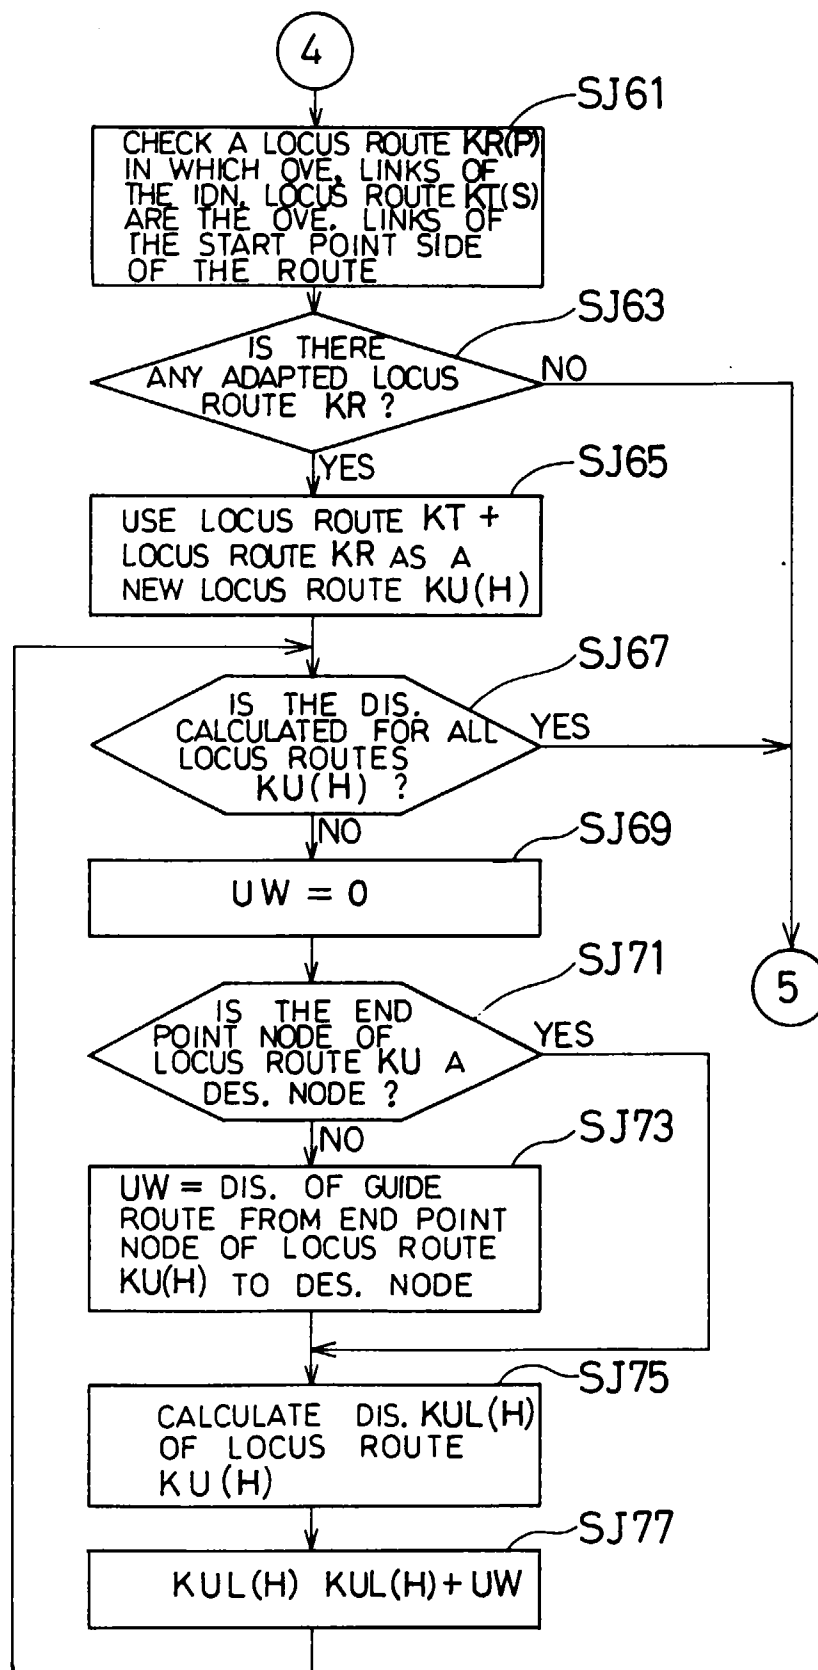 4
SJ61
CHECK A LOCUS ROUTE KR(P)
IN WHICH OVE. LINKS OF
THE IDN. LOCUS ROUTE KT(S)
ARE THE OVE. LINKS OF
THE START POINT SIDE
OF THE ROUTE
SJ63
IS THERE
ANY ADAPTED LOCUS
ROUTE KR ?
NO
YES
SJ65
USE LOCUS ROUTE KT +
LOCUS ROUTE KR AS A
NEW LOCUS ROUTE KU(H)
SJ67
IS THE DIS.
CALCULATED FOR ALL
LOCUS ROUTES
KU(H) ?
YES
NO
SJ69
UW = 0
5
SJ71
IS THE END
POINT NODE OF
LOCUS ROUTE KU A
DES. NODE ?
YES
NO
SJ73
UW = DIS. OF GUIDE
ROUTE FROM END POINT
NODE OF LOCUS ROUTE
KU(H) TO DES. NODE
SJ75
CALCULATE DIS. KUL(H)
OF LOCUS ROUTE
KU(H)
SJ77
KUL(H) KUL(H)+UW